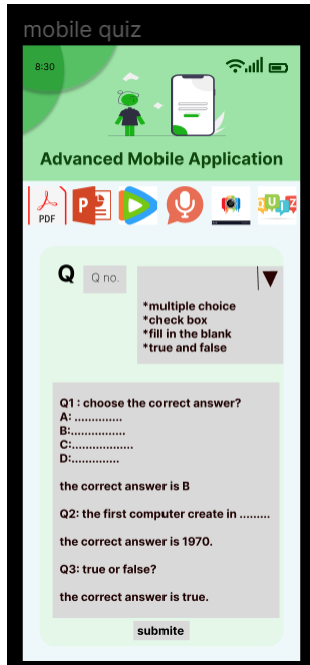 mobile quiz
8:30
Advanced Mobile Application
PDF
P
QUIZ
Q
Q no.
*multiple choice
*check box
*fill in the blank
*true and false
Q1 : choose the correct answer?
A: ..............
B:................
C:..................
D:..............
the correct answer is B
Q2: the first computer create in .........
the correct answer is 1970.
Q3: true or false?
the correct answer is true.
submite